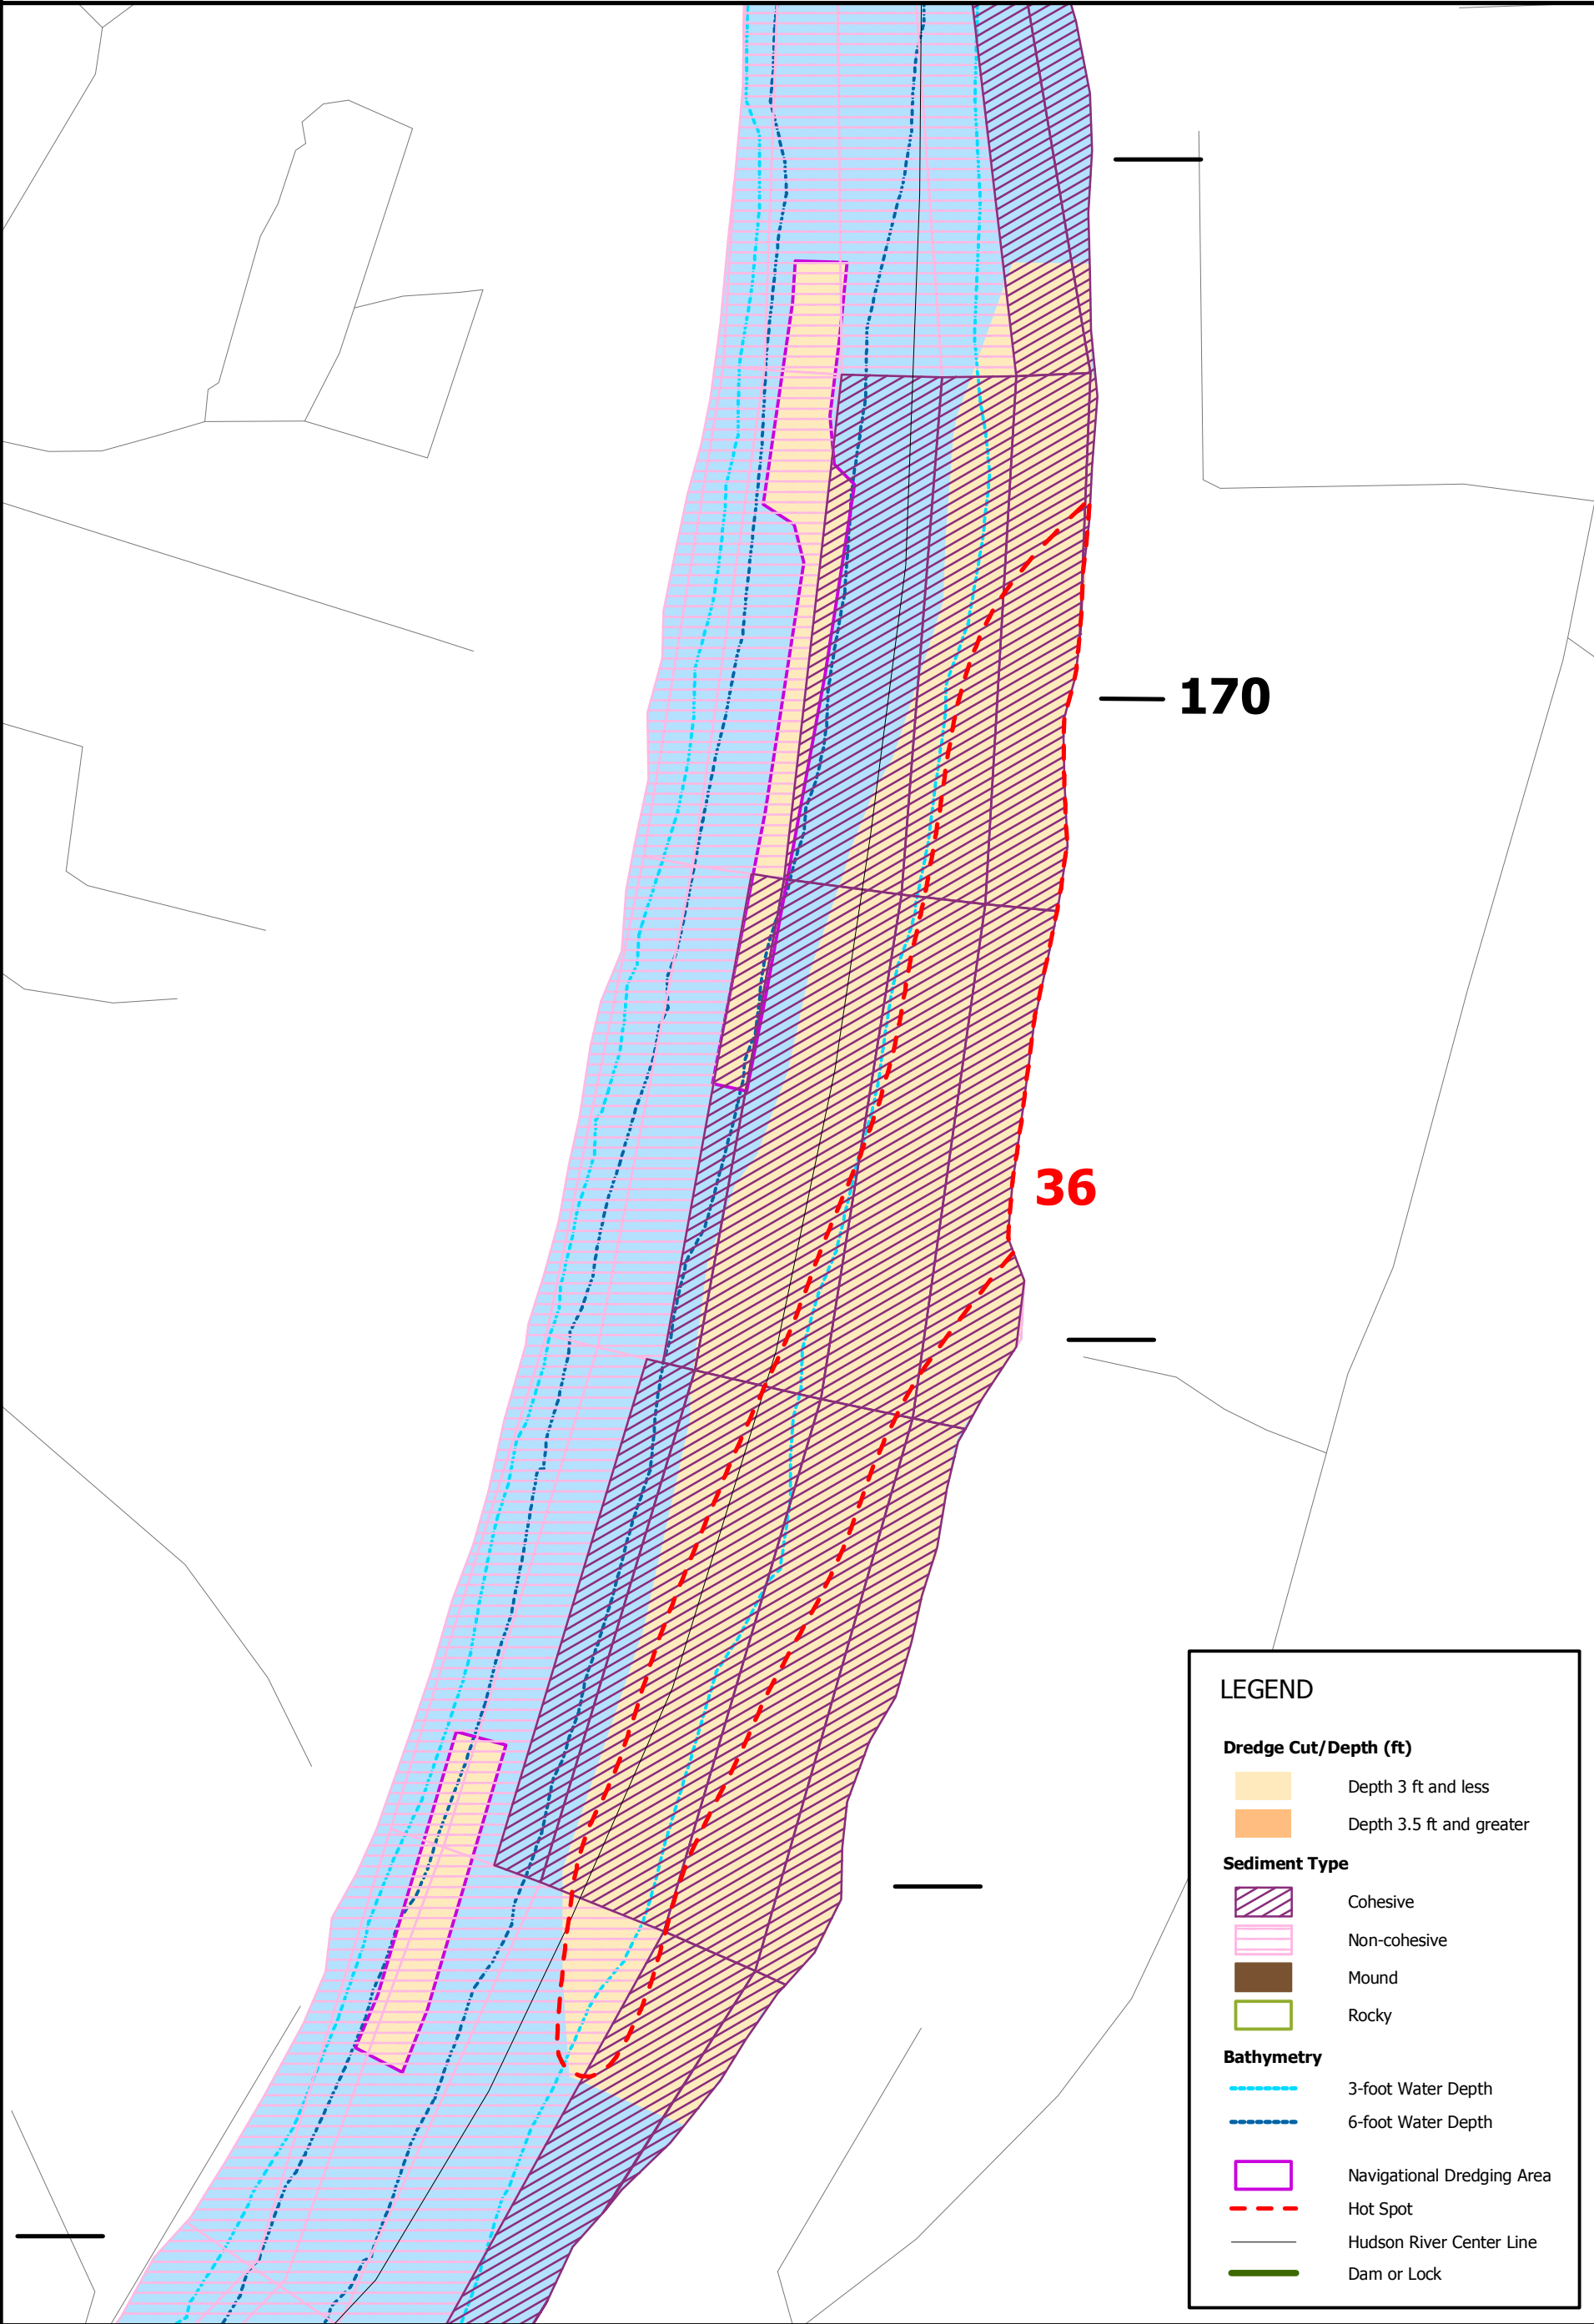 170
36
LEGEND
Dredge Cut/Depth (ft)
Depth 3 ft and less
Depth 3.5 ft and greater
Sediment Type
Cohesive
Non-cohesive
Mound
Rocky
Bathymetry
3-foot Water Depth
6-foot Water Depth
Navigational Dredging Area
Hot Spot
Hudson River Center Line
Dam or Lock